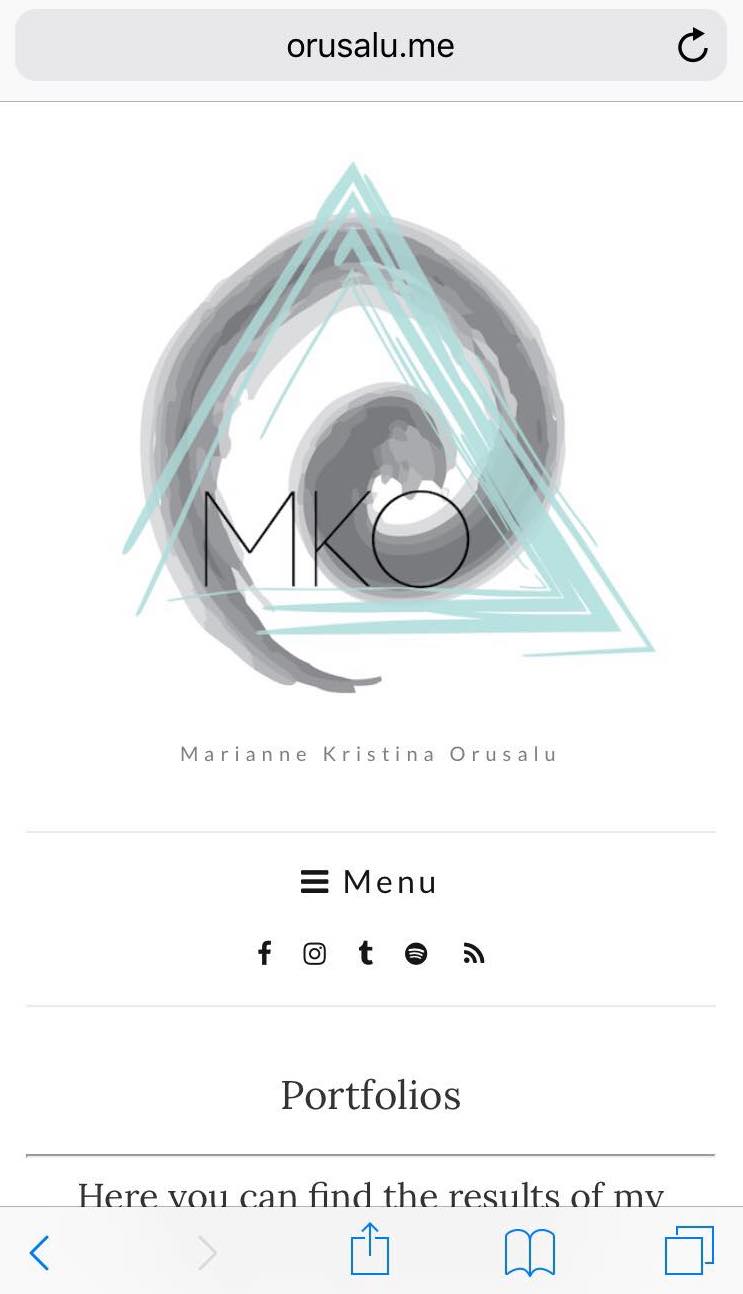 orusalu.me
MKO
Marianne Kristina Orusalu
Menu
Portfolios
Here you can find the results of my